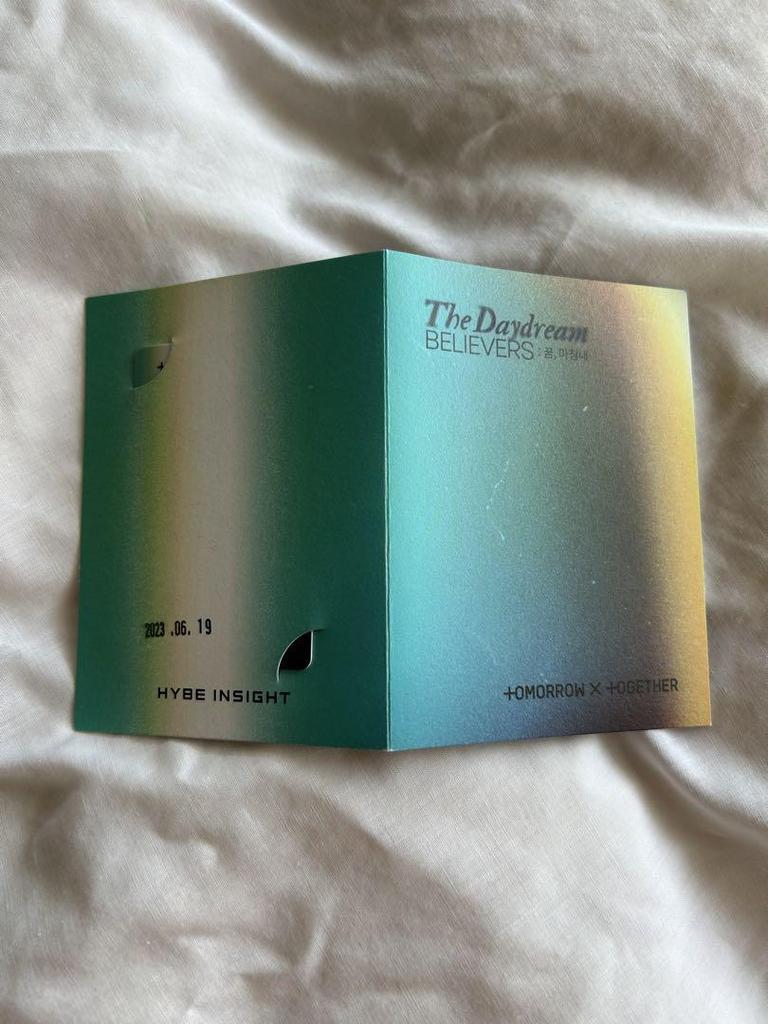 2023 .06. 19
HYBE INSIGHT
The Daydream
BELIEVERS : 꿈, 마침내
TOMORROW X TOGETHER